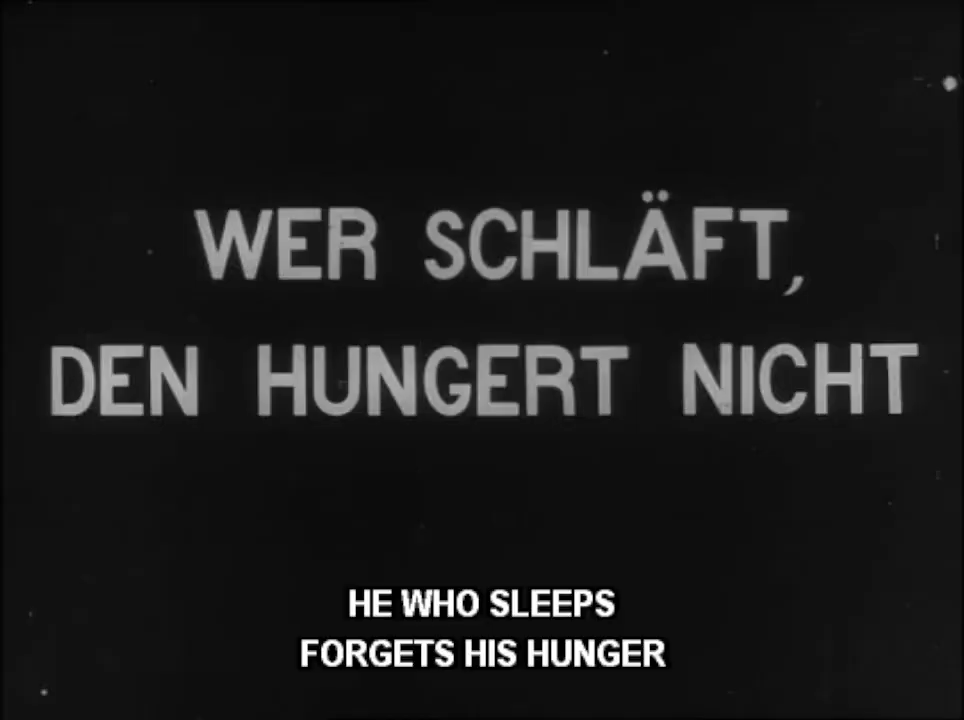 WER SCHLÄFT,
DEN HUNGERT NICHT
HE WHO SLEEPS
FORGETS HIS HUNGER